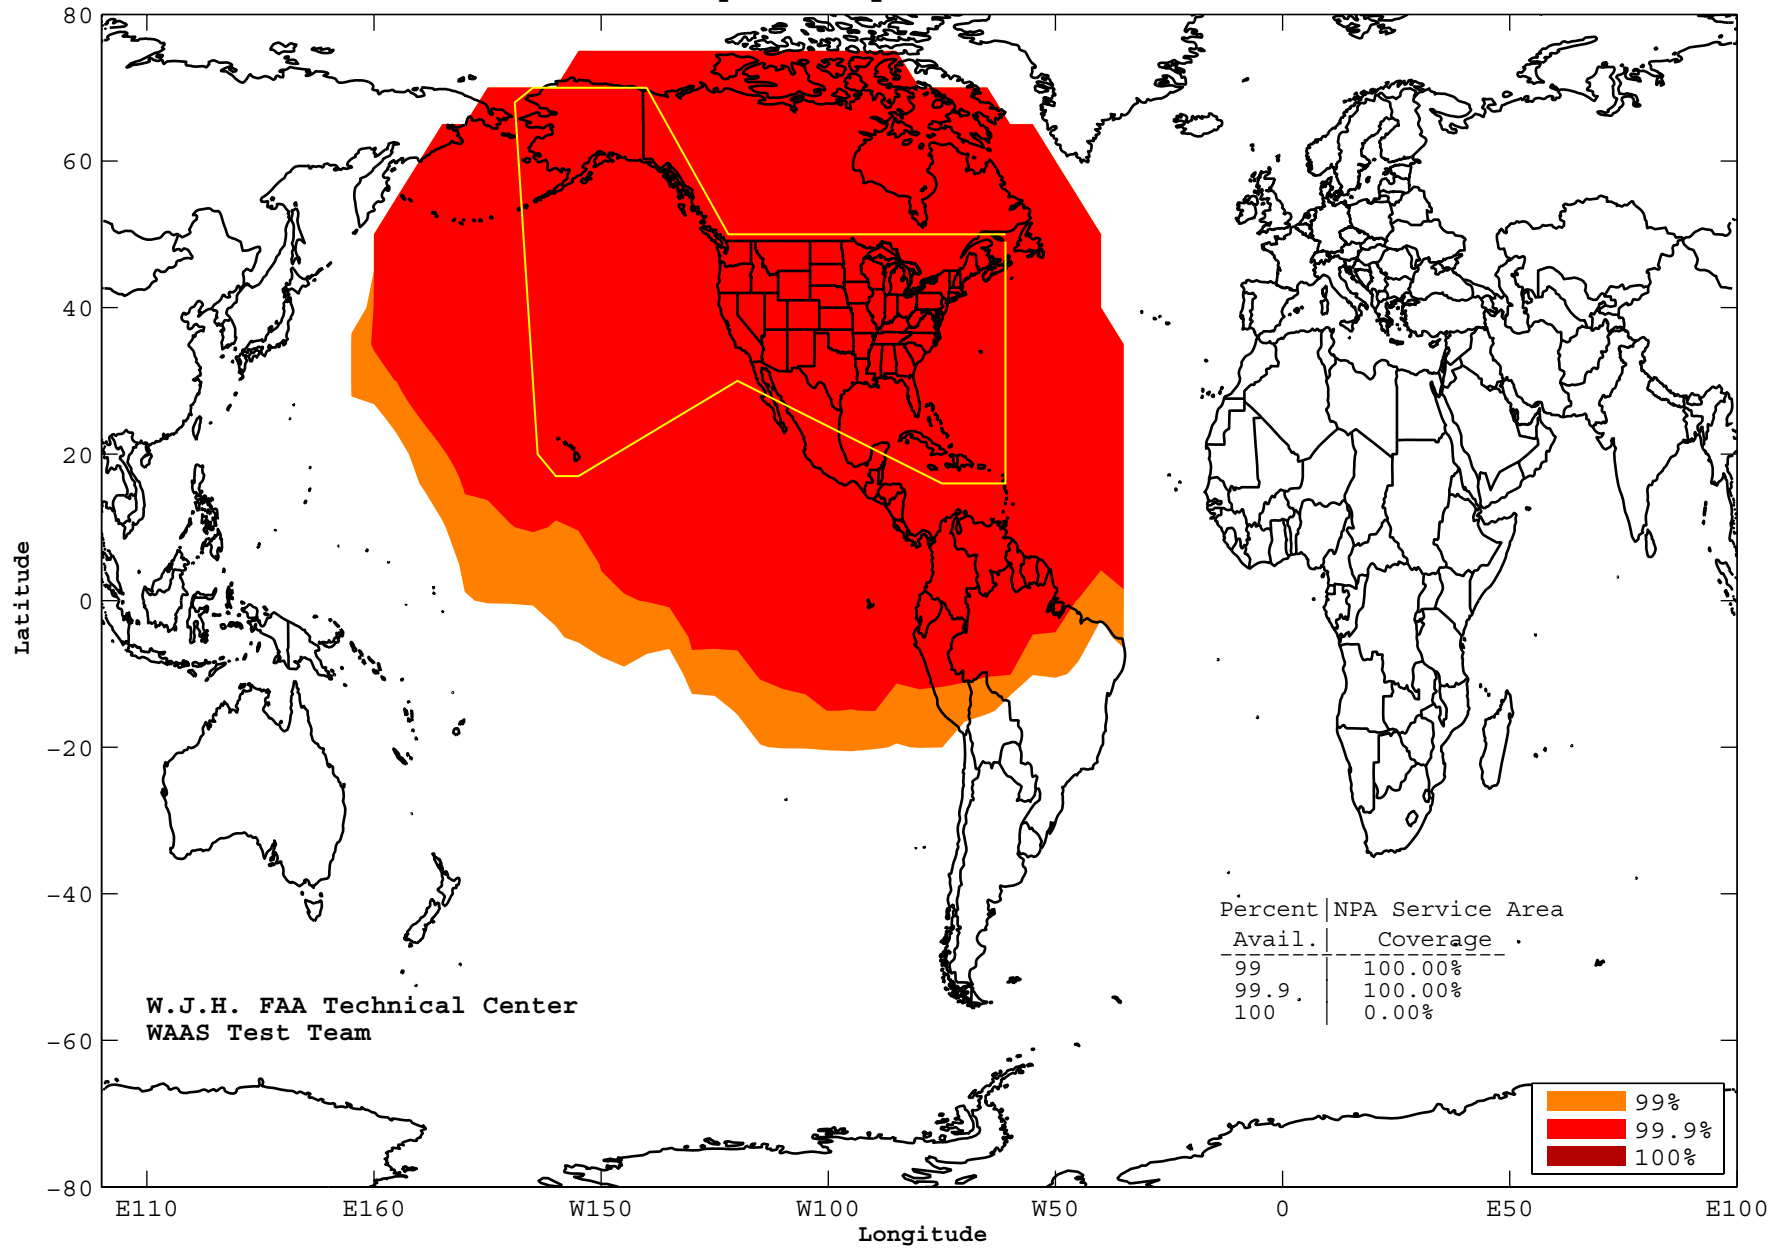 80
60
40
20
0
-20
-40
-60
-80
Latitude
E110 E160 W150 W100 W50 0 E50 E100
Longitude
W.J.H. FAA Technical Center
WAAS Test Team
Percent|NPA Service Area
Avail.| Coverage
------------------------
99 | 100.00%
99.9 | 100.00%
100 | 0.00%
99%
99.9%
100%